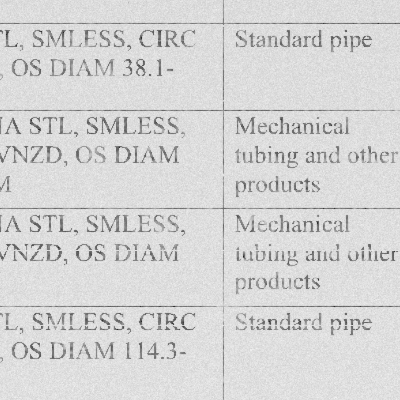 TL, SMLESS, CIRC
, OS DIAM 38.1-
Standard pipe
NA STL, SMLESS,
VNZD, OS DIAM
M
Mechanical
tubing and other
products
NA STL, SMLESS,
VNZD, OS DIAM
Mechanical
tubing and other
products
TL, SMLESS, CIRC
, OS DIAM 114.3-
Standard pipe